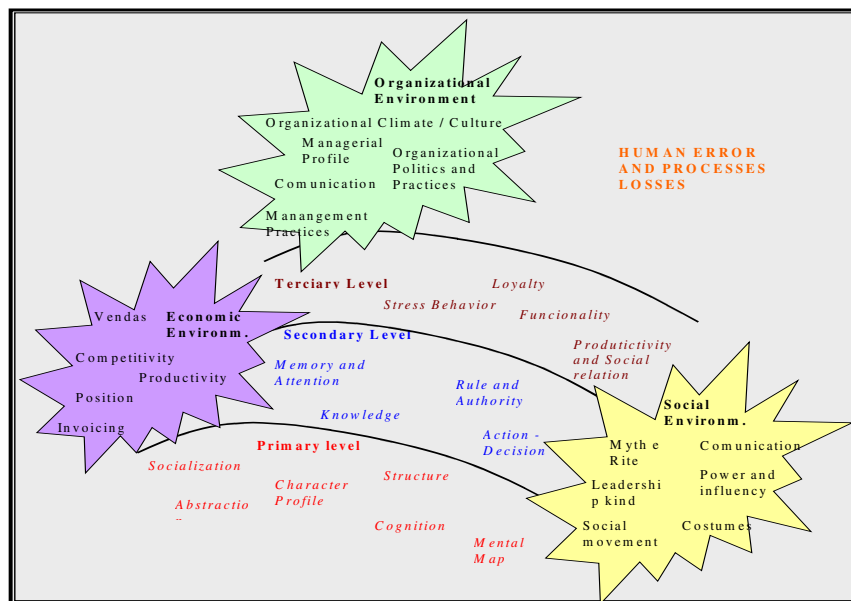 Organizational
Environment
Organizational Climate / Culture
Managerial
Profile
Organizational
Politics and
Practices
Comunication
Manangement
Practices
HUMAN ERROR
AND PROCESSES
LOSSES
Terciary Level
Loyalty
Stress Behavior
Funcionality
Produtictivity
and Social
relation
Vendas
Economic
Environm.
Competitivity
Productivity
Position
Invoicing
Secondary Level
Memory and
Attention
Rule and
Authority
Knowledge
Action -
Decision
Primary level
Socialization
Structure
Character
Profile
Abstractio
Cognition
Mental
Map
Social
Environm.
Myth e
Rite
Comunication
Leadershi
p kind
Power and
influency
Social
movement
Costumes